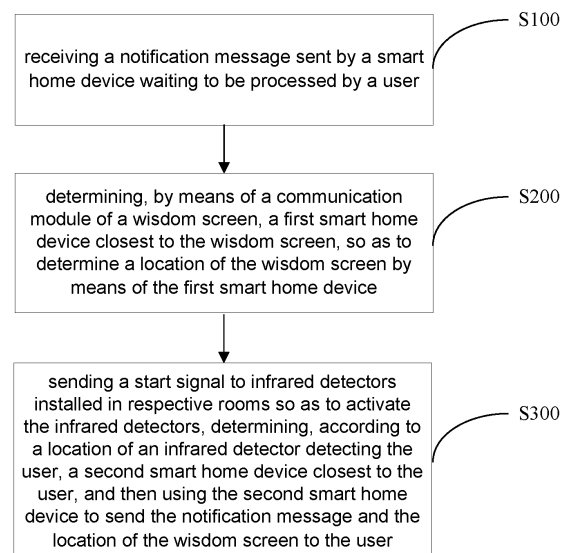 receiving a notification message sent by a smart
home device waiting to be processed by a user
S100
determining, by means of a communication
module of a wisdom screen, a first smart home
device closest to the wisdom screen, so as to
determine a location of the wisdom screen by
means of the first smart home device
S200
sending a start signal to infrared detectors
installed in respective rooms so as to activate
the infrared detectors, determining, according to
a location of an infrared detector detecting the
user, a second smart home device closest to the
user, and then using the second smart home
device to send the notification message and the
location of the wisdom screen to the user
S300